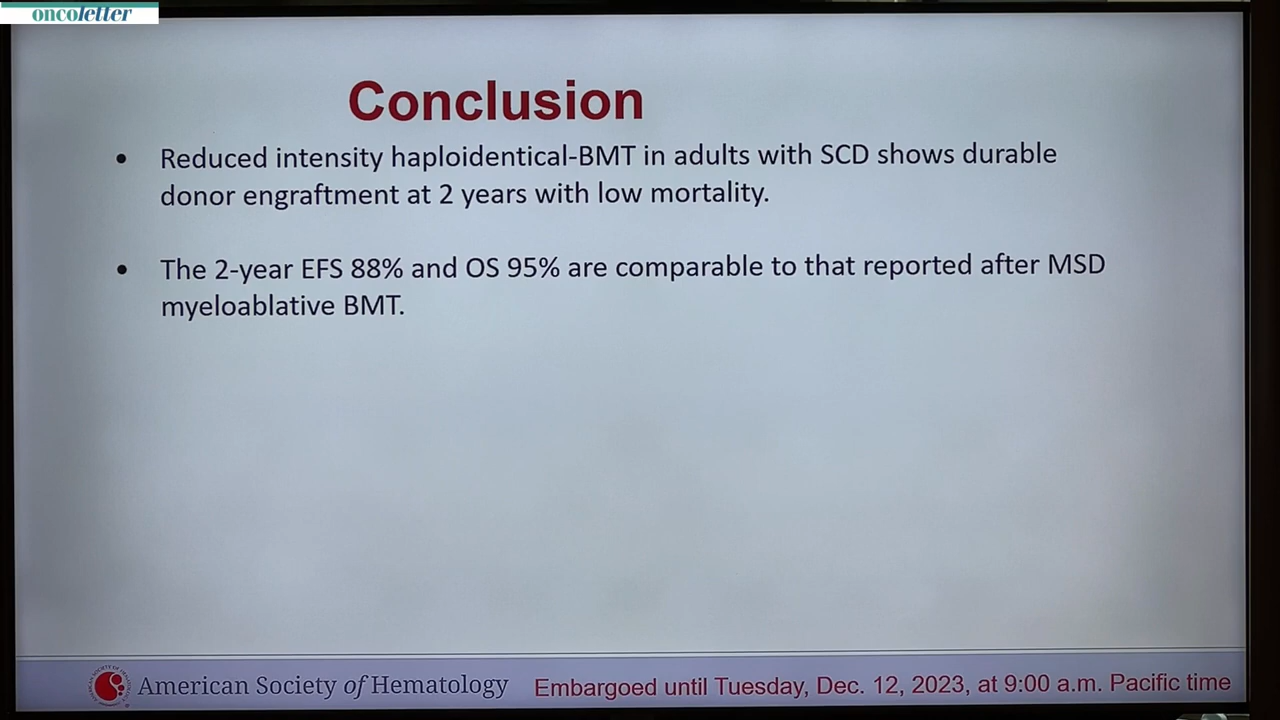 oncoletter
Conclusion
• Reduced intensity haploidentical-BMT in adults with SCD shows durable
donor engraftment at 2 years with low mortality.
• The 2-year EFS 88% and OS 95% are comparable to that reported after MSD
myeloablative BMT.
American Society of Hematology
Embargoed until Tuesday, Dec. 12, 2023, at 9:00 a.m. Pacific time